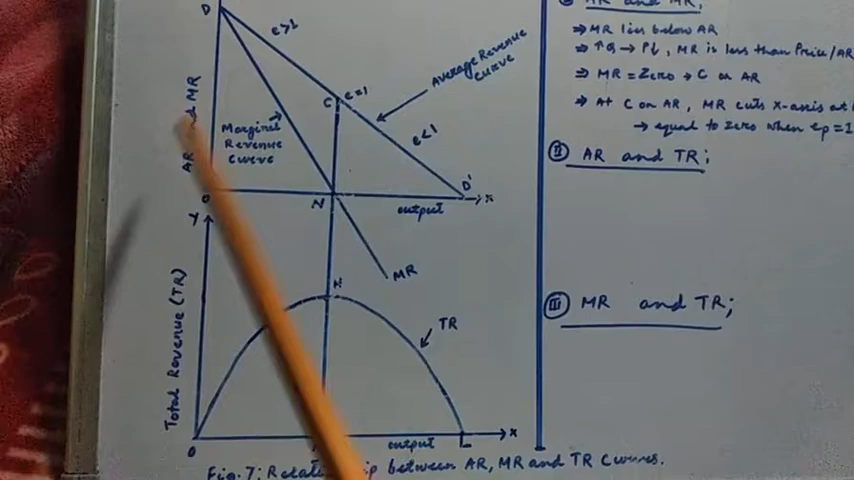 D
e>1
AR and MR
C e=1
Average Revenue
curve
Marginal
Revenue
curve
e<1
D'
O
N
output
X
MR
Y
Total Revenue (TR)
H
TR
O
output
L
X
Fig.7: Relationship between AR, MR and TR Curves.
AR and MR;
⇒ MR lies below AR
⇒ ↑Q → P↓, MR is less than Price/AR
⇒ MR = Zero → C on AR
⇒ At C on AR, MR cuts X-axis at
→ equal to zero when ep=1
II AR and TR;
III MR and TR;